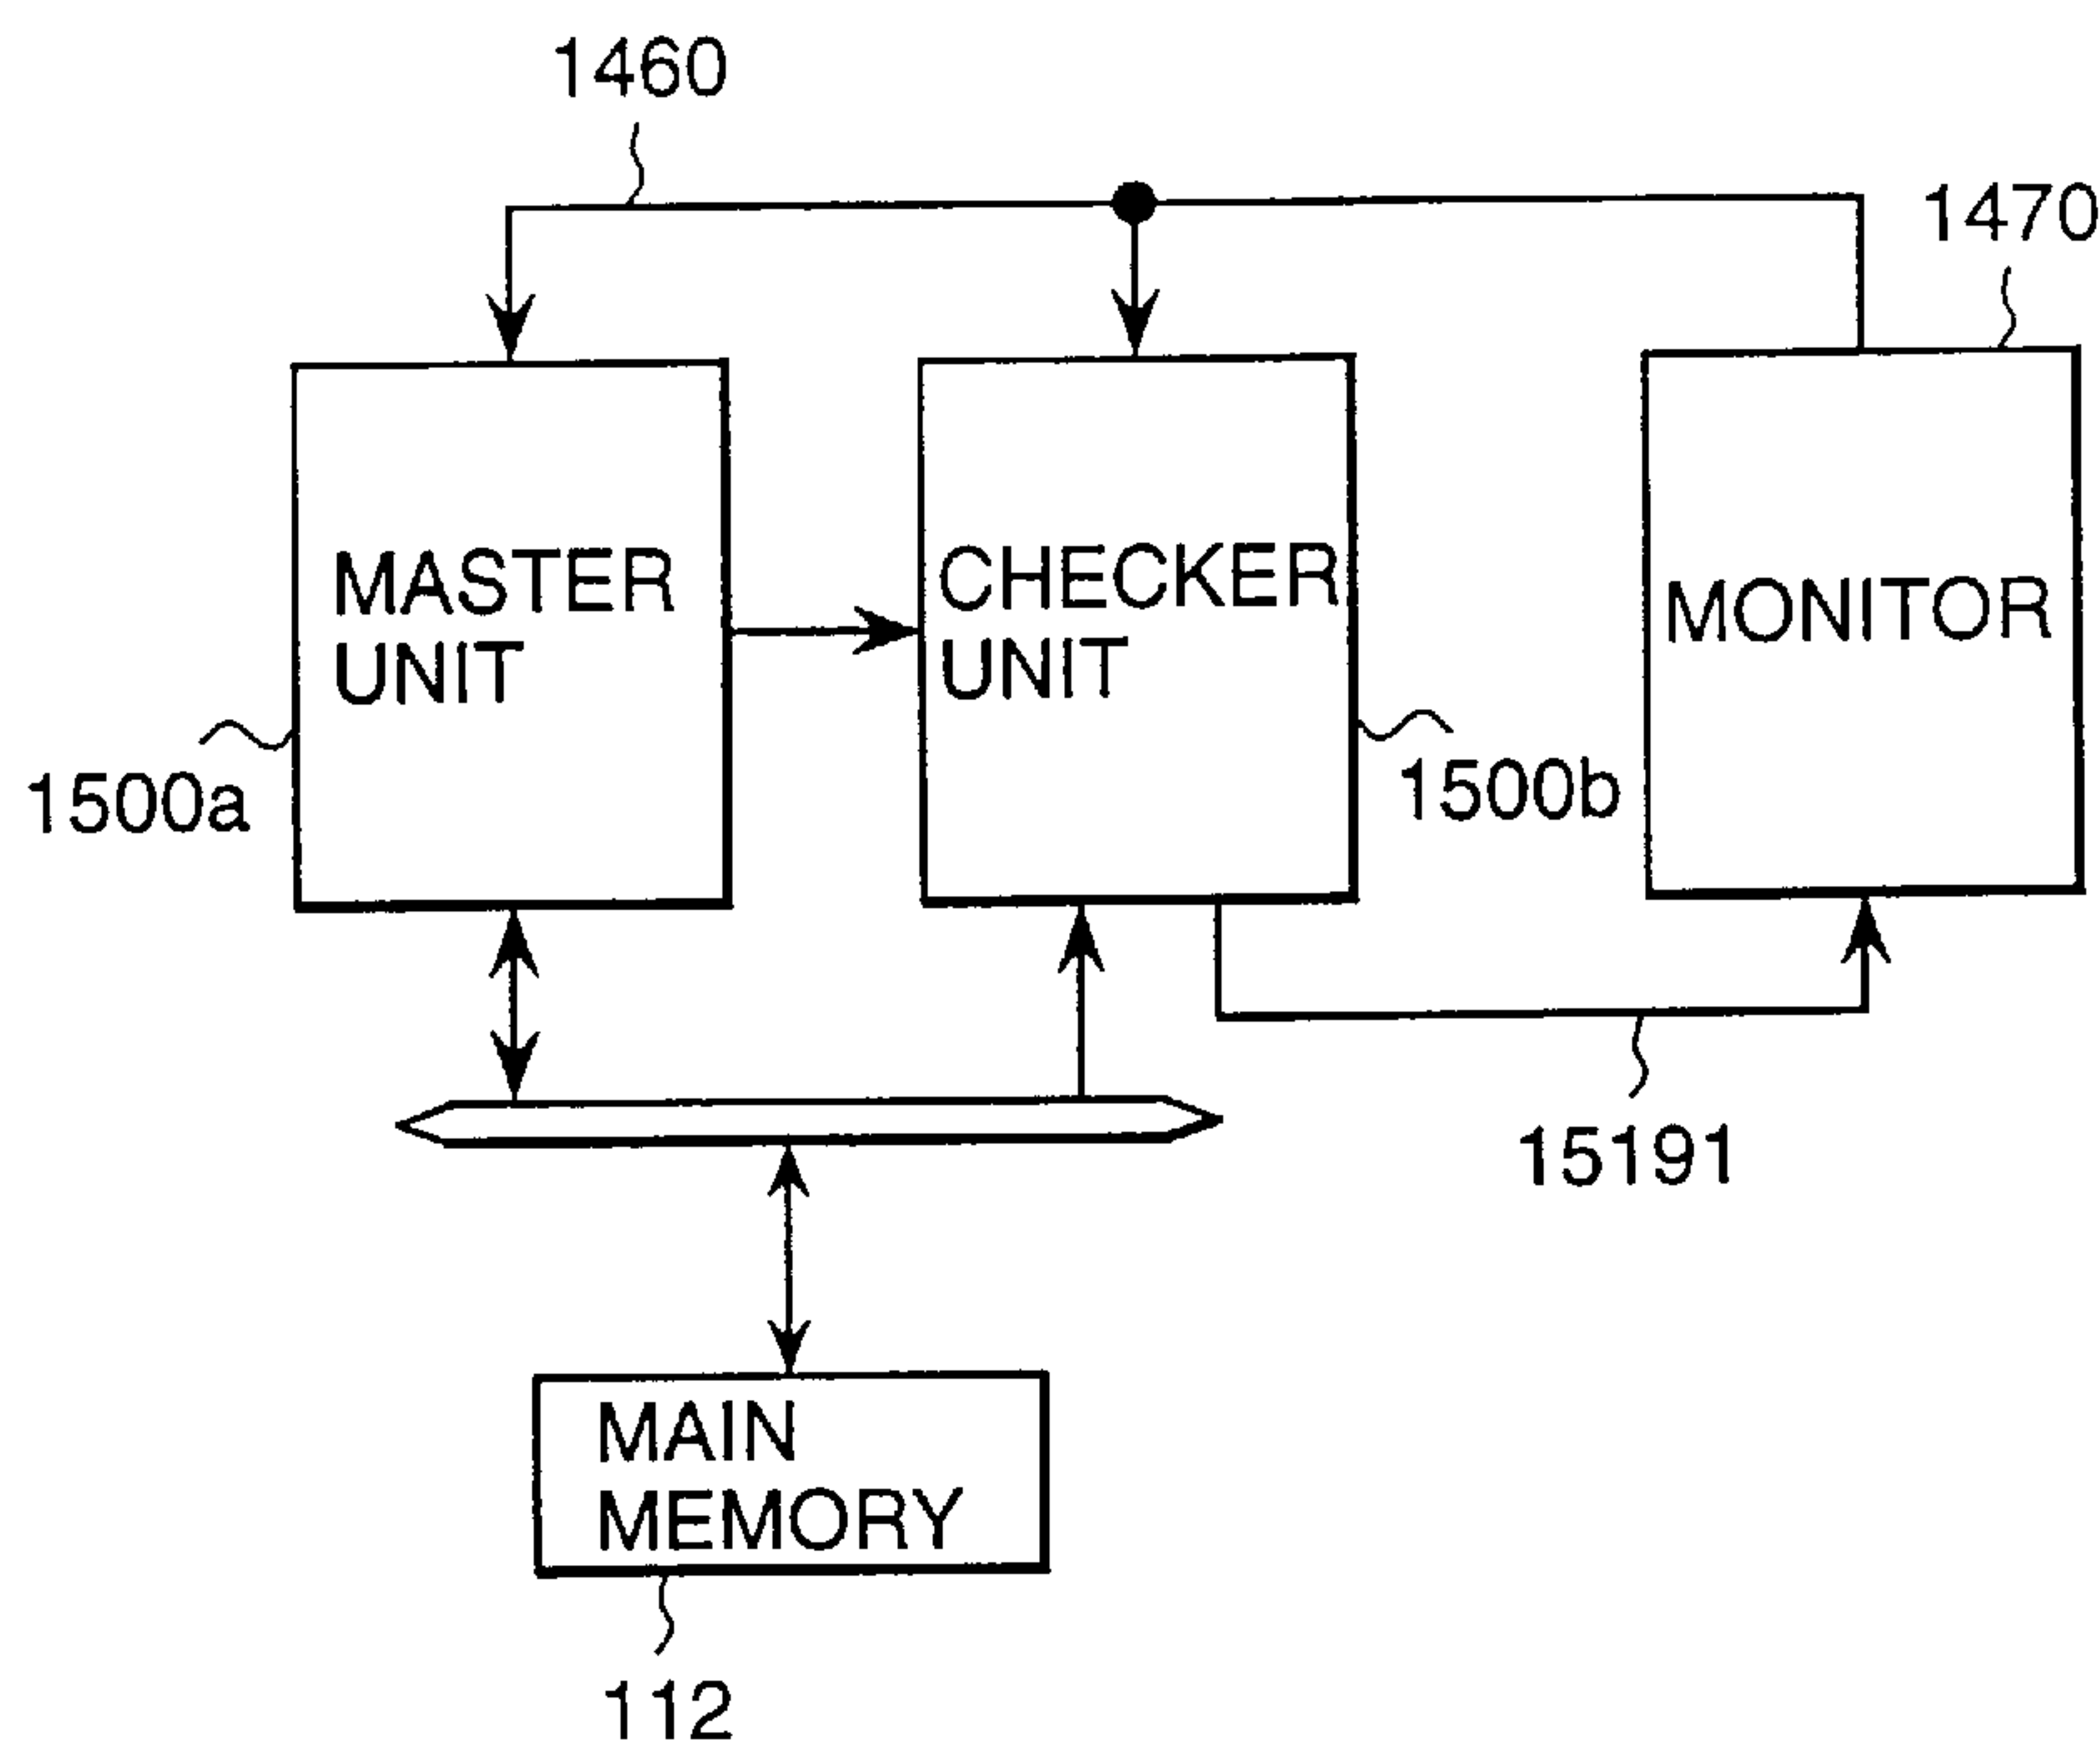 1460
1470
MASTER
UNIT
CHECKER
UNIT
MONITOR
1500a
1500b
15191
MAIN
MEMORY
112